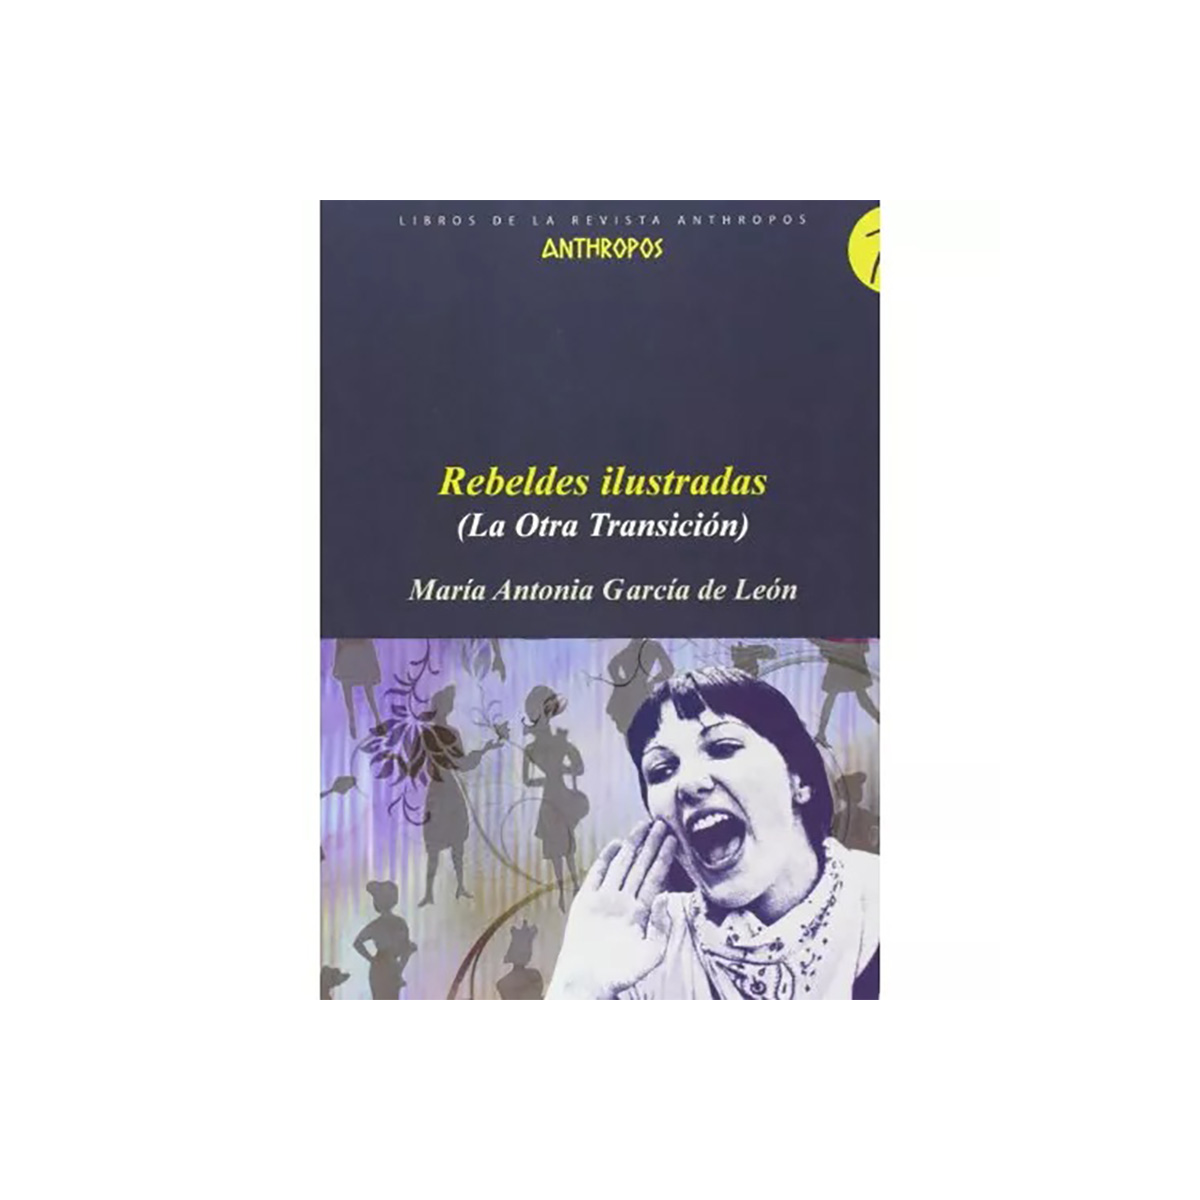 LIBROS DE LA REVISTA ANTHROPOS
ANTHROPOS
Rebeldes ilustradas
(La Otra Transición)
María Antonia García de León